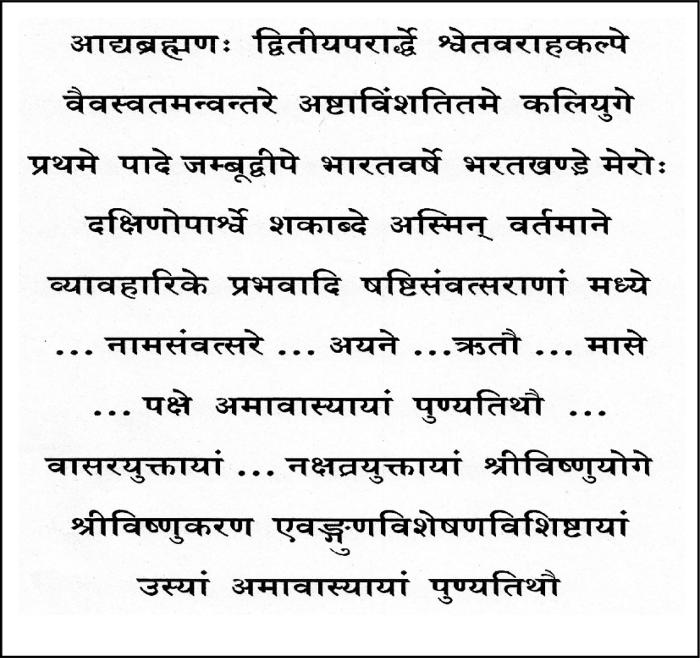 आद्यब्रह्मणः द्वितीयपरार्द्धे श्वेतवराहकल्पे
वैवस्वतमन्वन्तरे अष्टाविंशतितमे कलियुगे
प्रथमे पादे जम्बूद्वीपे भारतवर्षे भरतखण्डे मेरोः
दक्षिणोपार्श्वे शकाब्दे अस्मिन् वर्तमाने
व्यावहारिके प्रभवादि षष्टिसंवत्सराणां मध्ये
... नामसंवत्सरे ... अयने ...ऋतौ ... मासे
... पक्षे अमावास्यायां पुण्यतिथौ ...
वासरयुक्तायां ... नक्षत्रयुक्तायां श्रीविष्णुयोगे
श्रीविष्णुकरण एवङ्गुणविशेषणविशिष्टायां
उस्यां अमावास्यायां पुण्यतिथौ